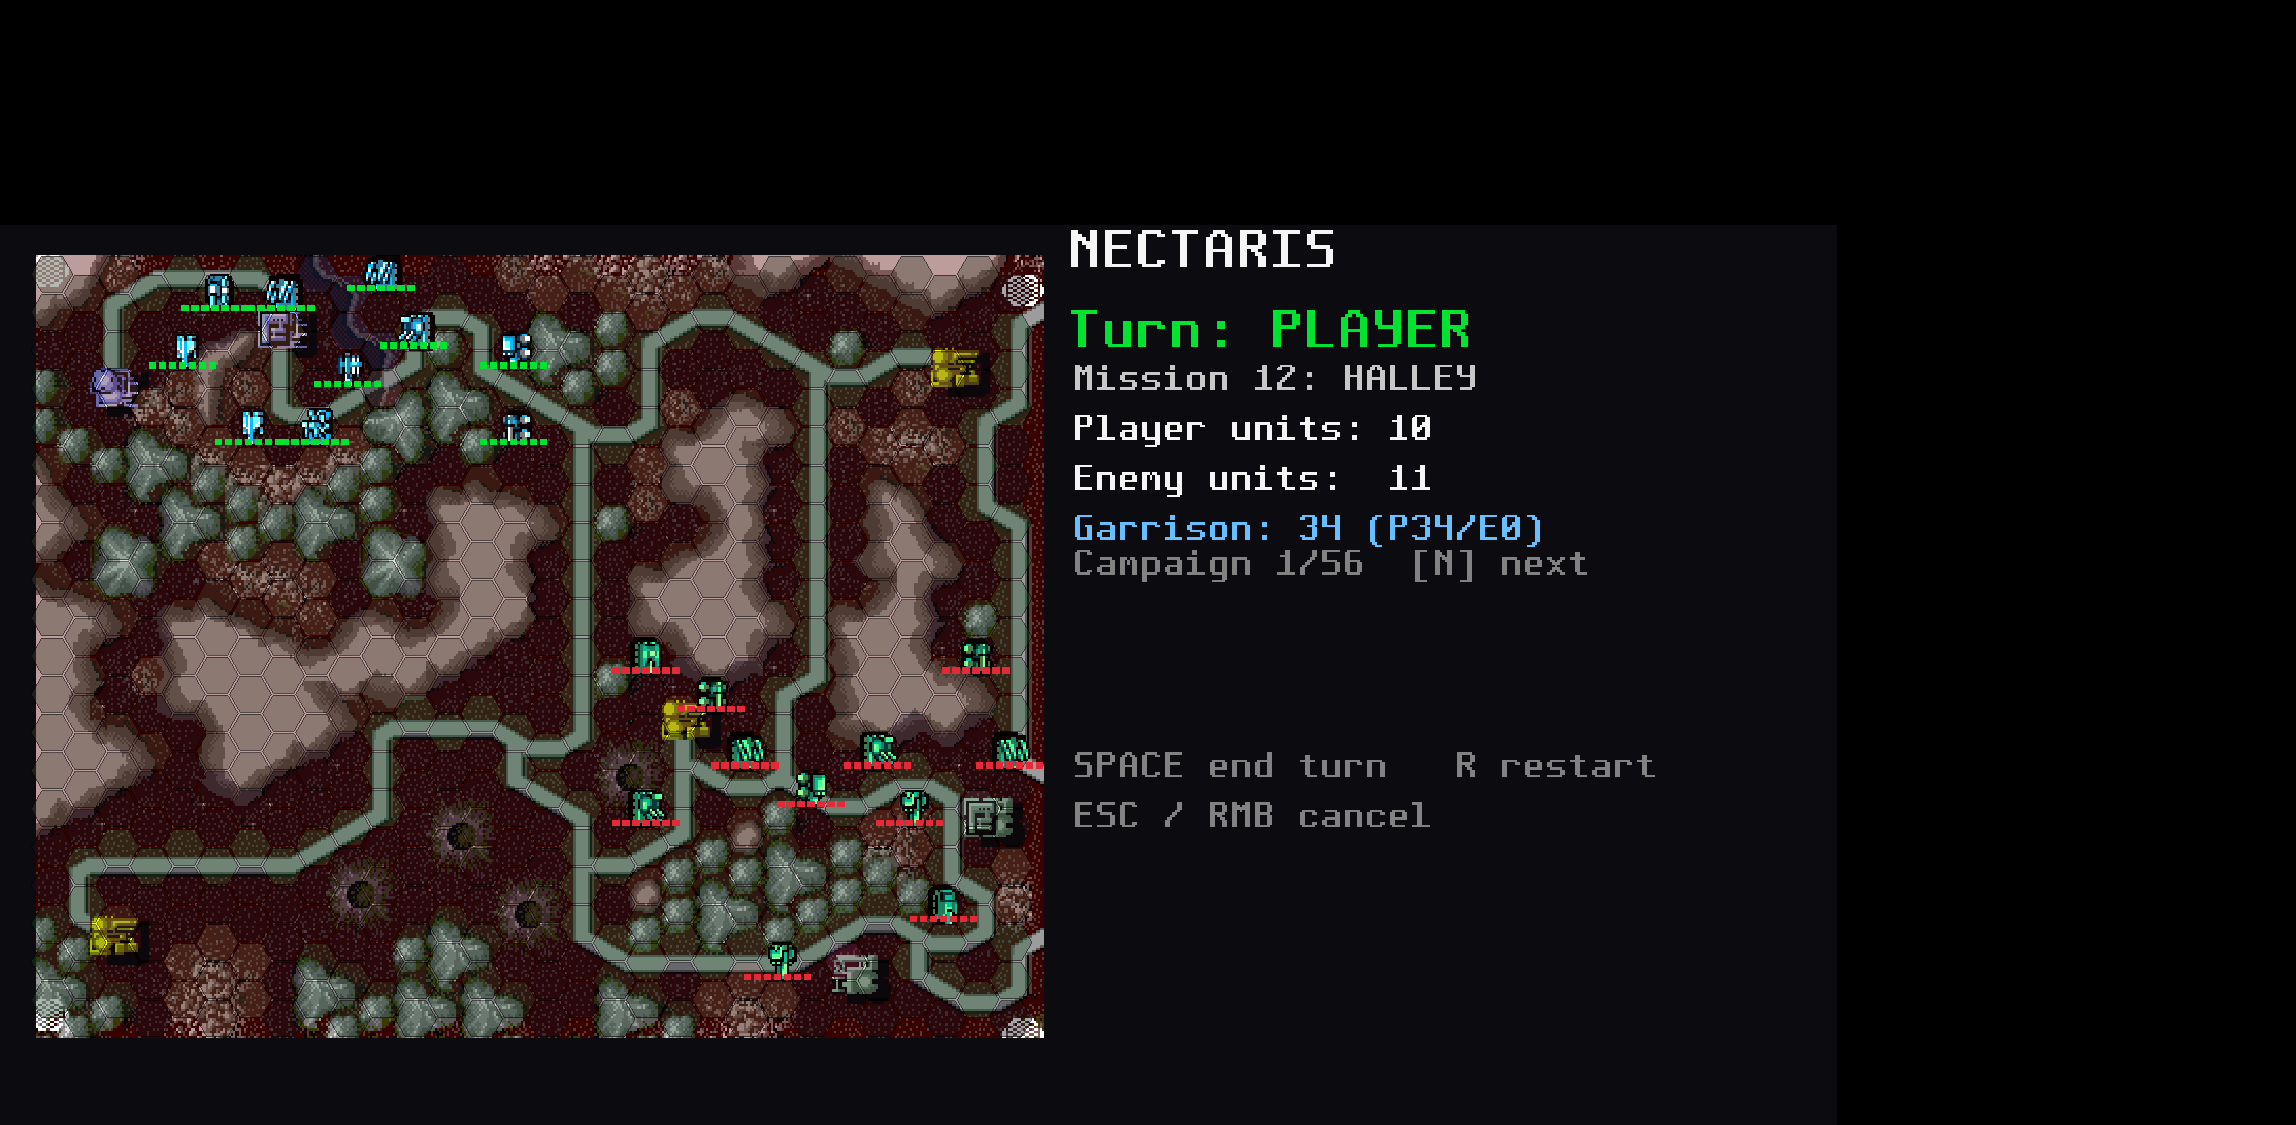 NECTARIS
Turn: PLAYER
Mission 12: HALLEY
Player units: 10
Enemy units: 11
Garrison: 34 (P34/E0)
Campaign 1/56 [N] next
SPACE end turn R restart
ESC / RMB cancel